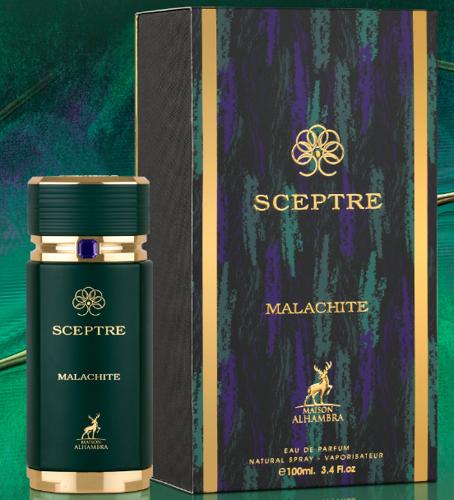 SCEPTRE
MALACHITE
MAISON
ALHAMBRA
SCEPTRE
MALACHITE
MAISON
ALHAMBRA
EAU DE PARFUM
NATURAL SPRAY - VAPORISATEUR
℮100ml. 3.4 Fl.oz